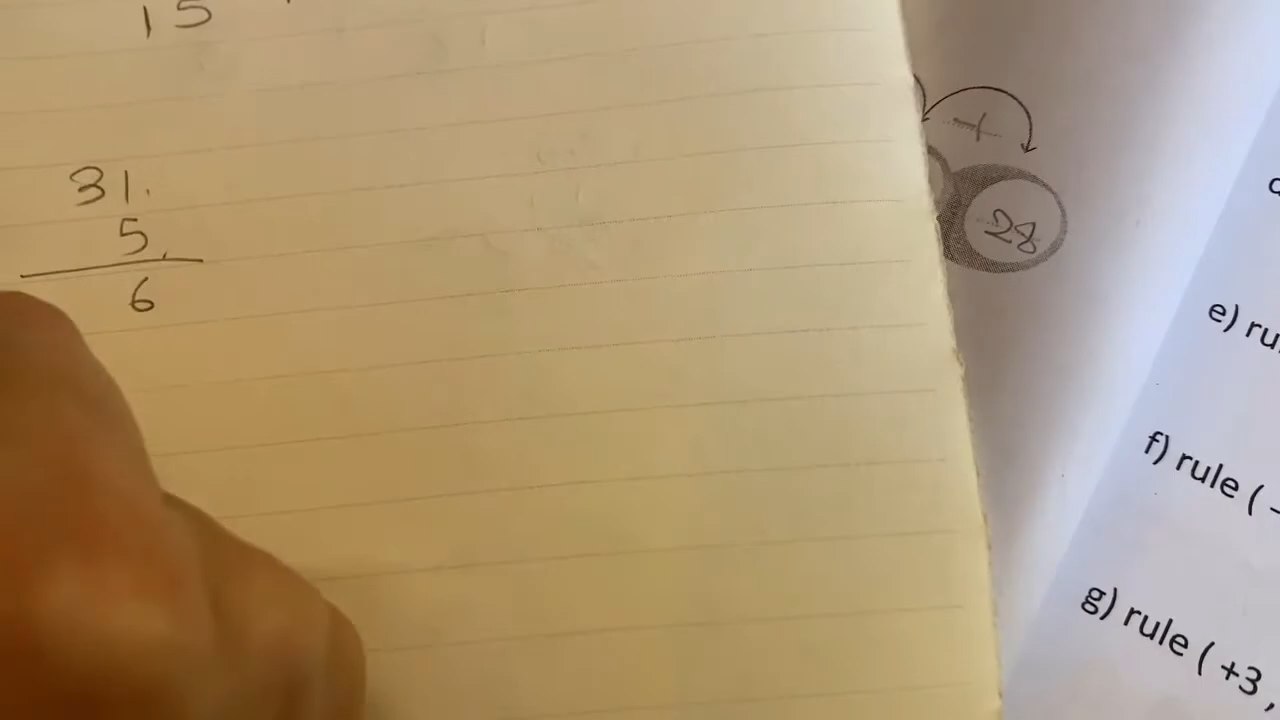 15
31.
5.
6
+
28
e) ru
f) rule ( -
g) rule ( +3 ,